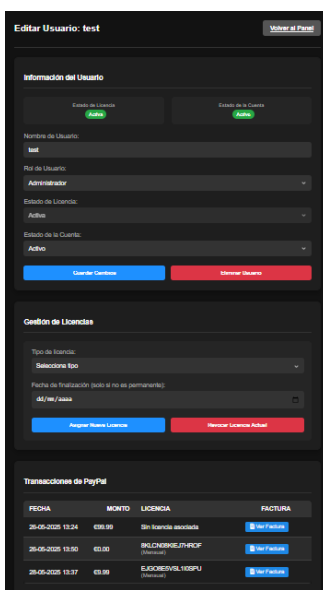 Editar Usuario: test
Volver al Panel
Información del Usuario
Estado de Licencia
Activa
Estado de la Cuenta
Activa
Nombre de Usuario:
test
Rol de Usuario:
Administrador
Estado de Licencia:
Activa
Estado de la Cuenta:
Activo
Guardar Cambios
Eliminar Usuario
Gestión de Licencias
Tipo de licencia:
Selecciona tipo
Fecha de finalización (solo si no es permanente):
dd/mm/aaaa
Asignar Nueva Licencia
Revocar Licencia Actual
Transacciones de PayPal
FECHA MONTO LICENCIA FACTURA
26-05-2025 13:24 €99.99 Sin licencia asociada Ver Factura
26-05-2025 13:50 €0.00
(Mensual)
Ver Factura
26-05-2025 13:37 €9.99
(Mensual)
Ver Factura